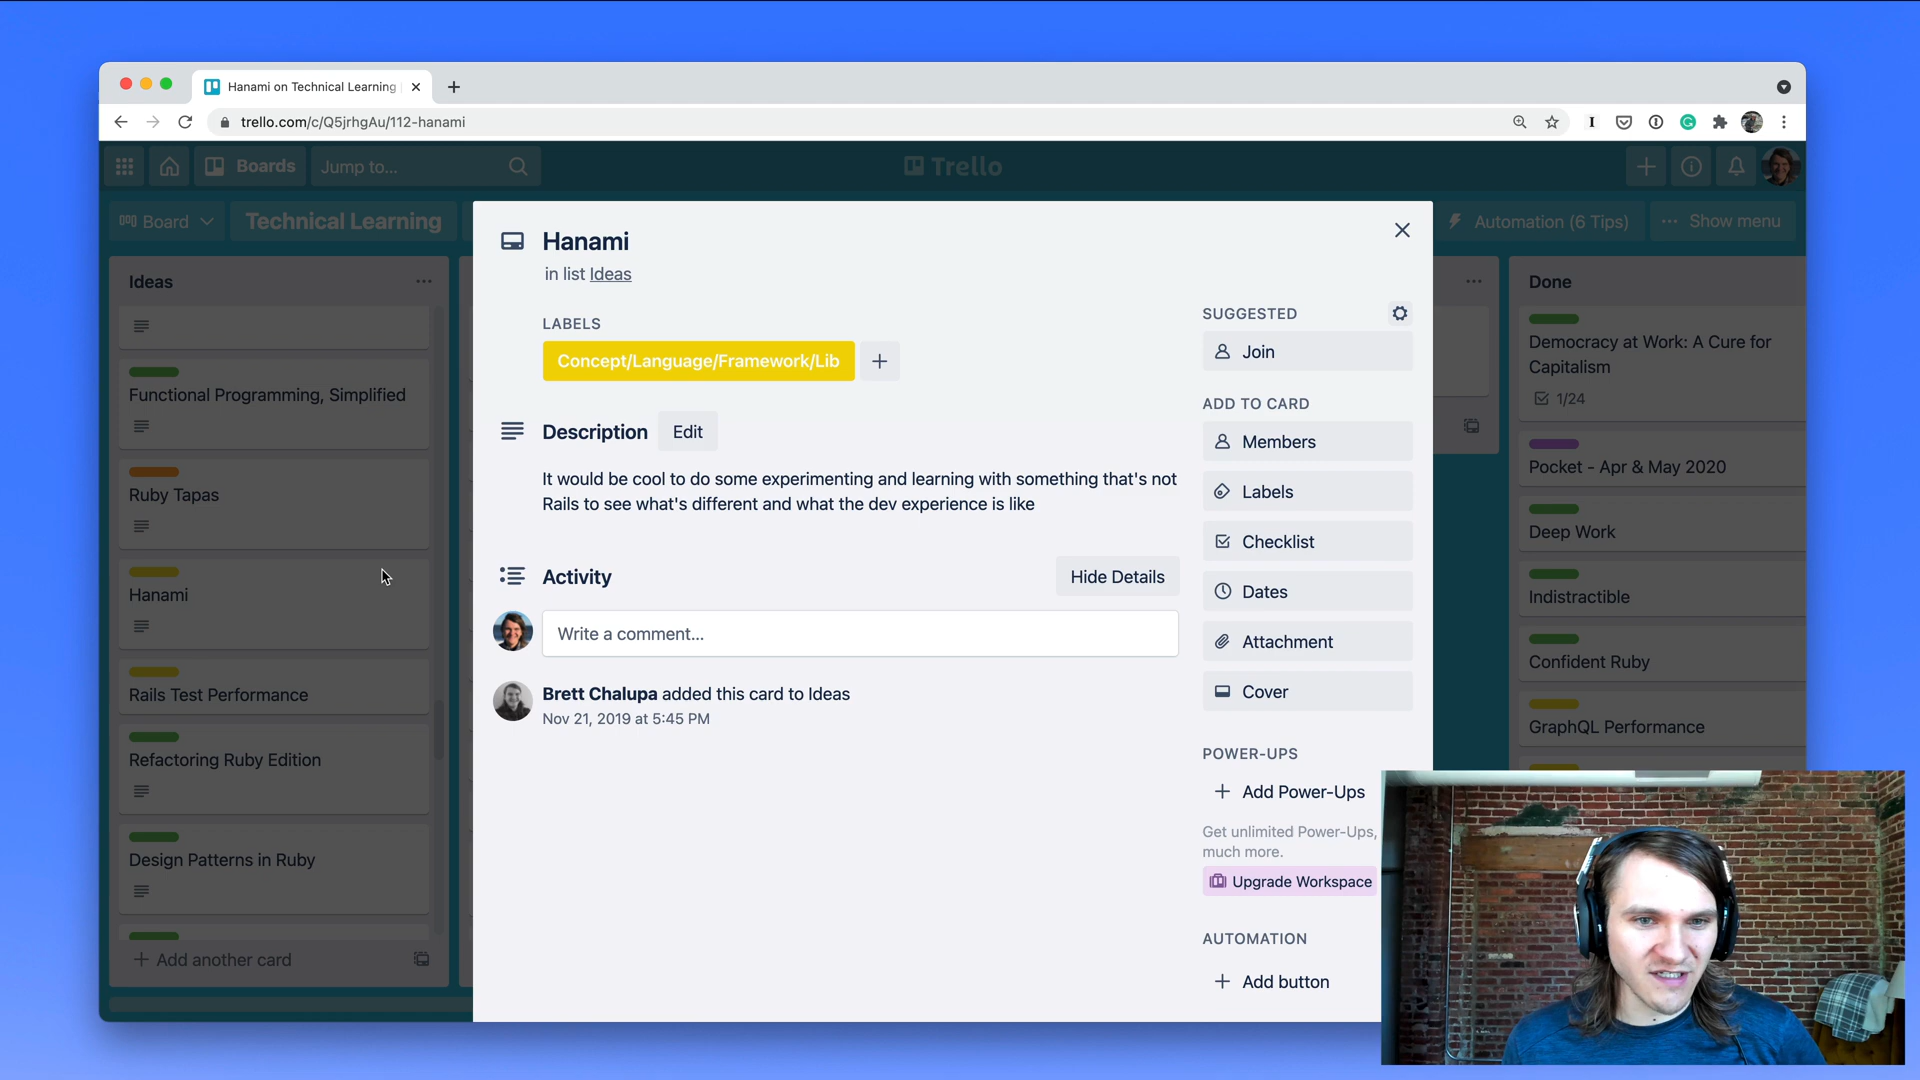 Hanami on Technical Learning
trello.com/c/Q5jrhgAu/112-hanami
Boards
Jump to...
Trello
Board
Technical Learning
Automation (6 Tips)
Show menu
Ideas
Functional Programming, Simplified
Ruby Tapas
Hanami
Rails Test Performance
Refactoring Ruby Edition
Design Patterns in Ruby
Add another card
Hanami
in list Ideas
LABELS
Concept/Language/Framework/Lib
Description
Edit
It would be cool to do some experimenting and learning with something that's not
Rails to see what's different and what the dev experience is like
Activity
Hide Details
Write a comment...
Brett Chalupa added this card to Ideas
Nov 21, 2019 at 5:45 PM
SUGGESTED
Join
ADD TO CARD
Members
Labels
Checklist
Dates
Attachment
Cover
POWER-UPS
Add Power-Ups
Get unlimited Power-Ups,
much more.
Upgrade Workspace
AUTOMATION
Add button
Done
Democracy at Work: A Cure for
Capitalism
1/24
Pocket - Apr & May 2020
Deep Work
Indistractible
Confident Ruby
GraphQL Performance